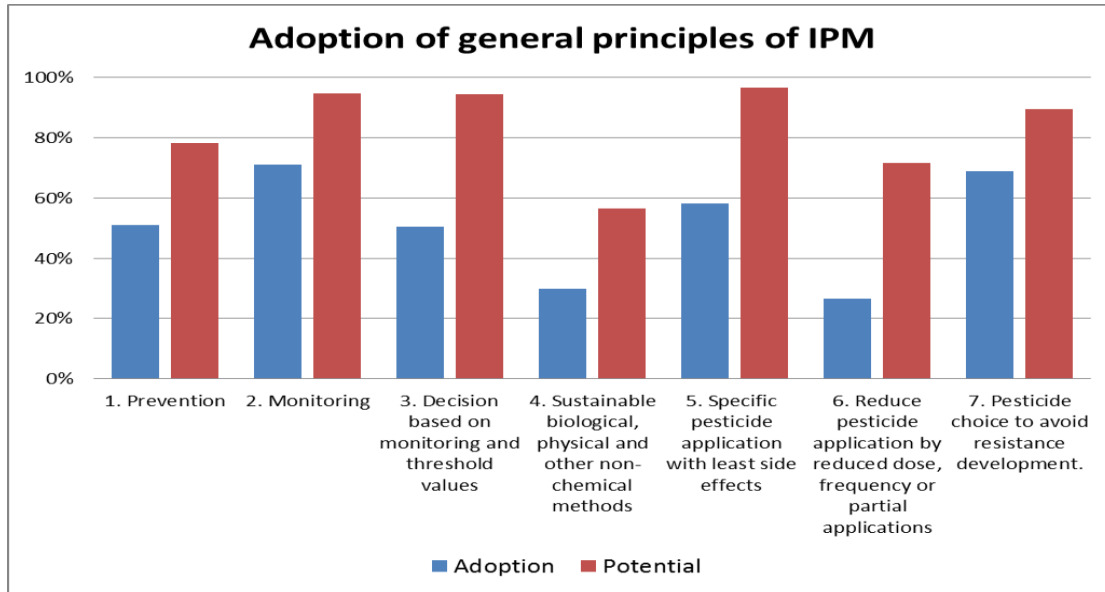 Adoption of general principles of IPM
100%
80%
60%
40%
20%
0%
1. Prevention
2. Monitoring
3. Decision
based on
monitoring and
threshold
values
4. Sustainable
biological,
physical and
other non-
chemical
methods
5. Specific
pesticide
application
with least side
effects
6. Reduce
pesticide
application by
reduced dose,
frequency or
partial
applications
7. Pesticide
choice to avoid
resistance
development.
Adoption
Potential